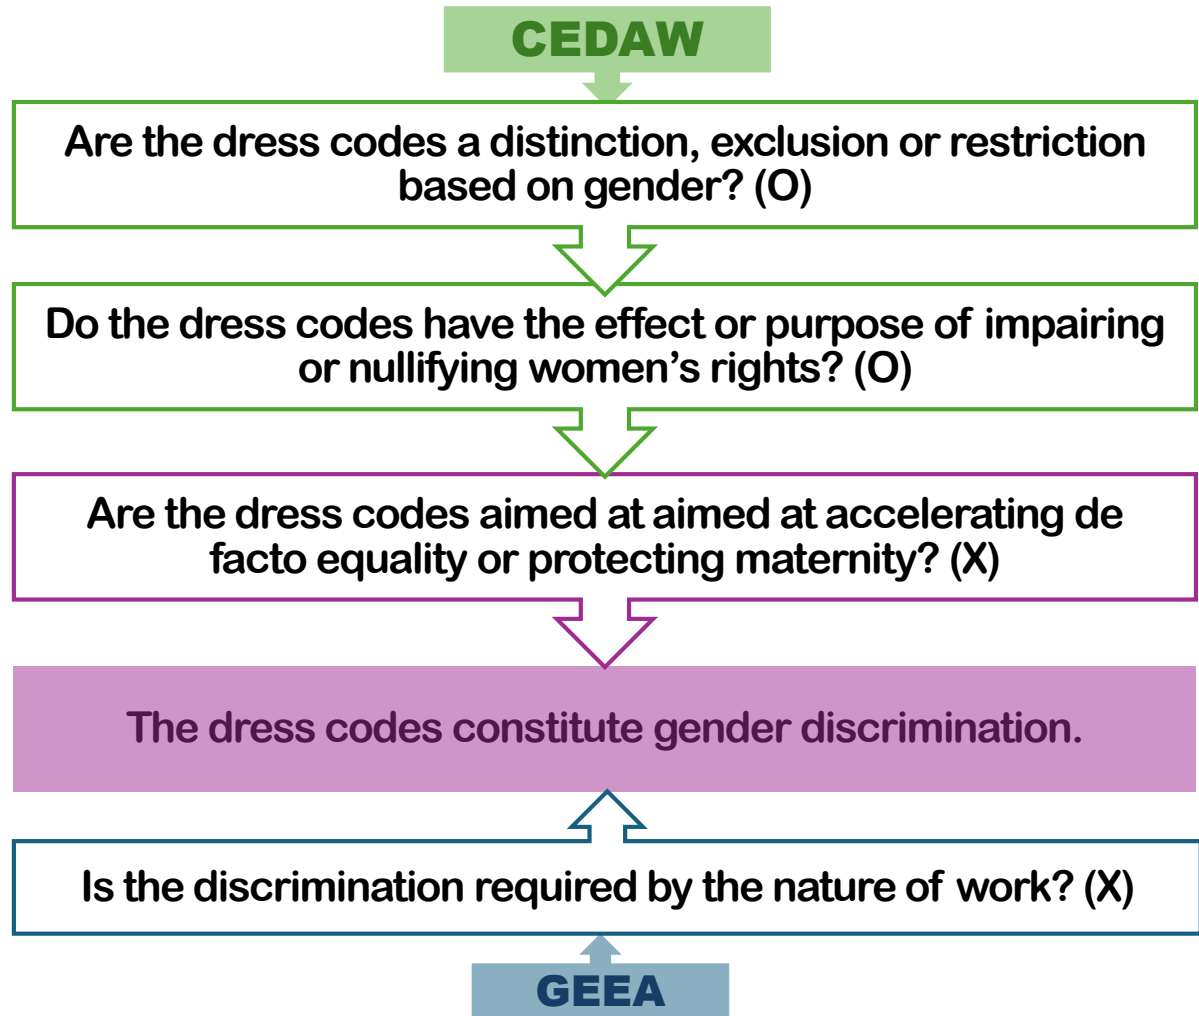 CEDAW
Are the dress codes a distinction, exclusion or restriction
based on gender? (O)
Do the dress codes have the effect or purpose of impairing
or nullifying women’s rights? (O)
Are the dress codes aimed at aimed at accelerating de
facto equality or protecting maternity? (X)
The dress codes constitute gender discrimination.
Is the discrimination required by the nature of work? (X)
GEEA